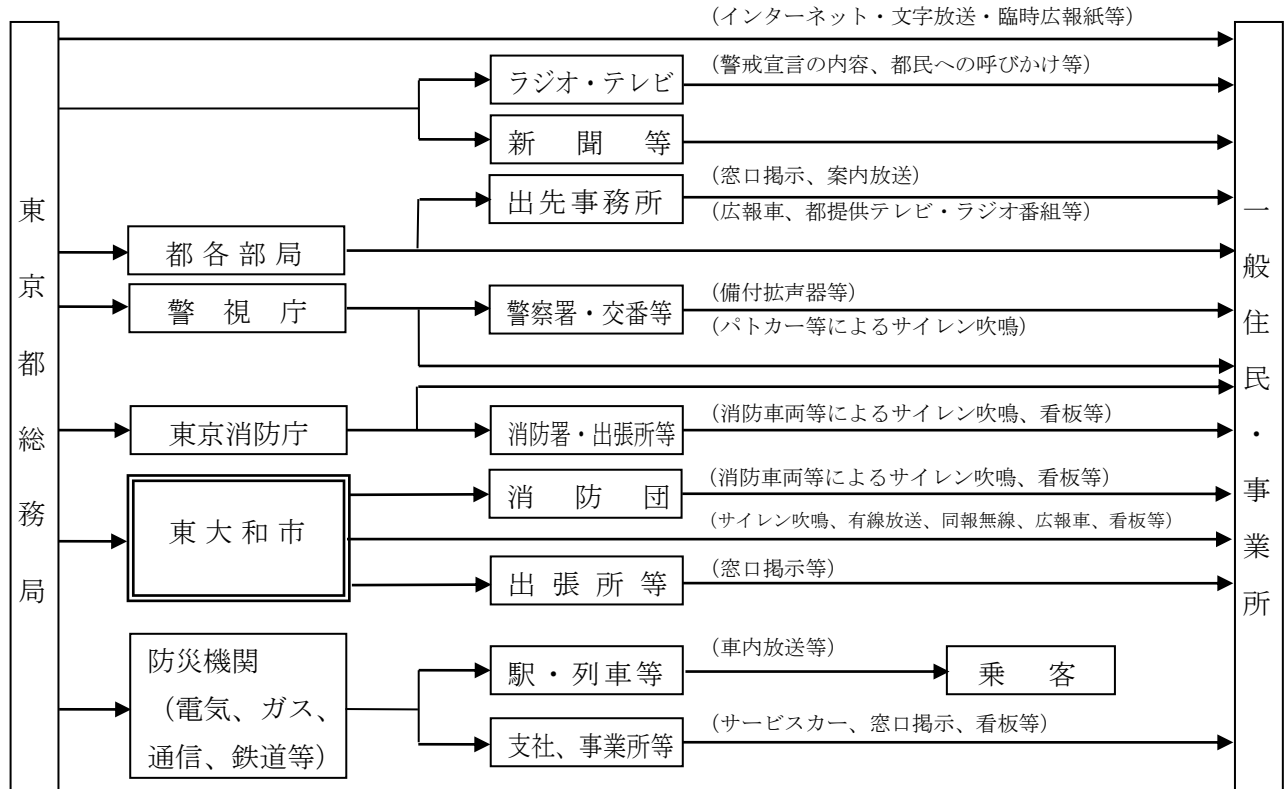 東京都総務局
(インターネット・文字放送・臨時広報紙等)
ラジオ・テレビ
(警戒宣言の内容、都民への呼びかけ等)
新聞等
出先事務所
(窓口掲示、案内放送)
(広報車、都提供テレビ・ラジオ番組等)
都各部局
警視庁
警察署・交番等
(備付拡声器等)
(パトカー等によるサイレン吹鳴)
東京消防庁
消防署・出張所等
(消防車両等によるサイレン吹鳴、看板等)
東大和市
消防団
(消防車両等によるサイレン吹鳴、看板等)
(サイレン吹鳴、有線放送、同報無線、広報車、看板等)
出張所等
(窓口掲示等)
防災機関
(電気、ガス、
通信、鉄道等)
駅・列車等
(車内放送等)
乗客
支社、事業所等
(サービスカー、窓口掲示、看板等)
一般住民・事業所